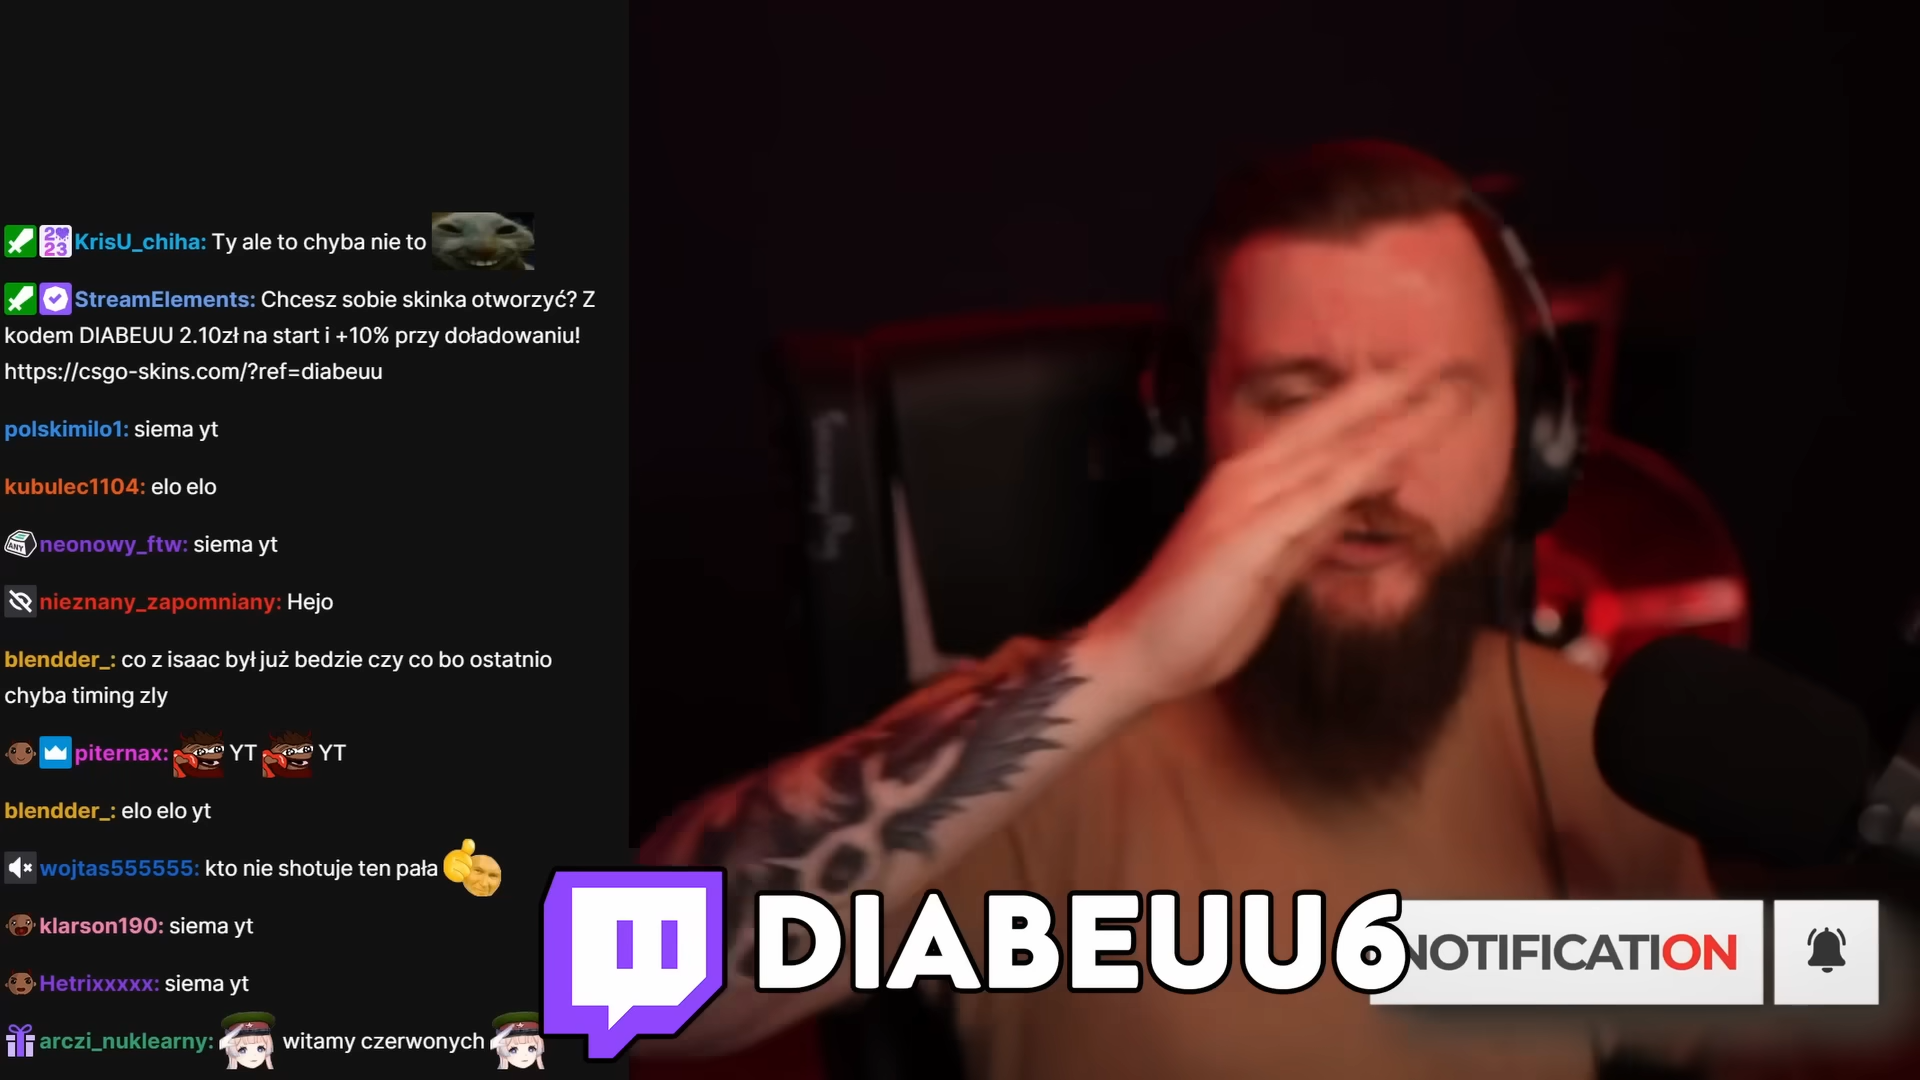 KrisU_chiha: Ty ale to chyba nie to
StreamElements: Chcesz sobie skinka otworzyć? Z
kodem DIABEUU 2.10zł na start i +10% przy doładowaniu!
https://csgo-skins.com/?ref=diabeuu
polskimilo1: siema yt
kubulec1104: elo elo
neonowy_ftw: siema yt
nieznany_zapomniany: Hejo
blendder_: co z isaac był już bedzie czy co bo ostatnio
chyba timing zly
piternax: YT YT
blendder_: elo elo yt
wojtas555555: kto nie shotuje ten pała
klarson190: siema yt
Hetrixxxxx: siema yt
arczi_nuklearny: witamy czerwonych
DIABEUU6
NOTIFICATION